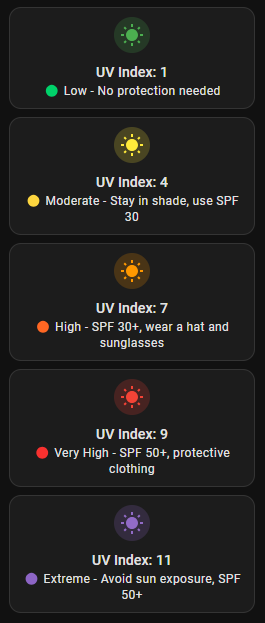 UV Index: 1
Low - No protection needed
UV Index: 4
Moderate - Stay in shade, use SPF
30
UV Index: 7
High - SPF 30+, wear a hat and
sunglasses
UV Index: 9
Very High - SPF 50+, protective
clothing
UV Index: 11
Extreme - Avoid sun exposure, SPF
50+